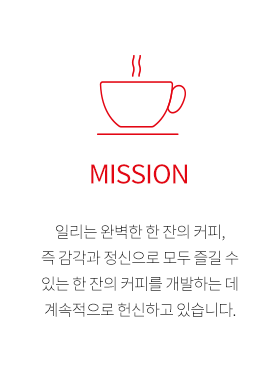 MISSION
일리는 완벽한 한 잔의 커피,
즉 감각과 정신으로 모두 즐길 수
있는 한 잔의 커피를 개발하는 데
계속적으로 헌신하고 있습니다.